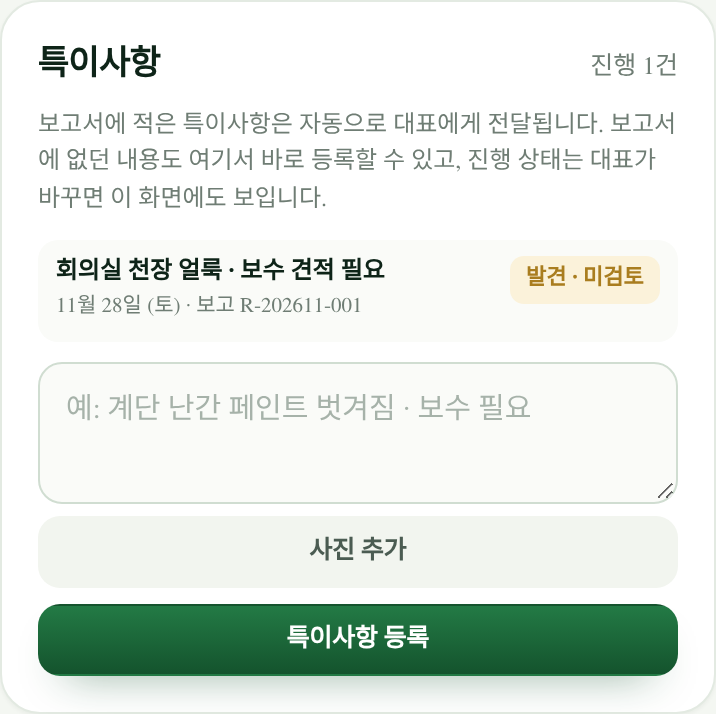 특이사항
진행 1건
보고서에 적은 특이사항은 자동으로 대표에게 전달됩니다. 보고서
에 없던 내용도 여기서 바로 등록할 수 있고, 진행 상태는 대표가
바꾸면 이 화면에도 보입니다.
회의실 천장 얼룩 · 보수 견적 필요
발견 · 미검토
11월 28일 (토) · 보고 R-202611-001
예: 계단 난간 페인트 벗겨짐 · 보수 필요
사진 추가
특이사항 등록